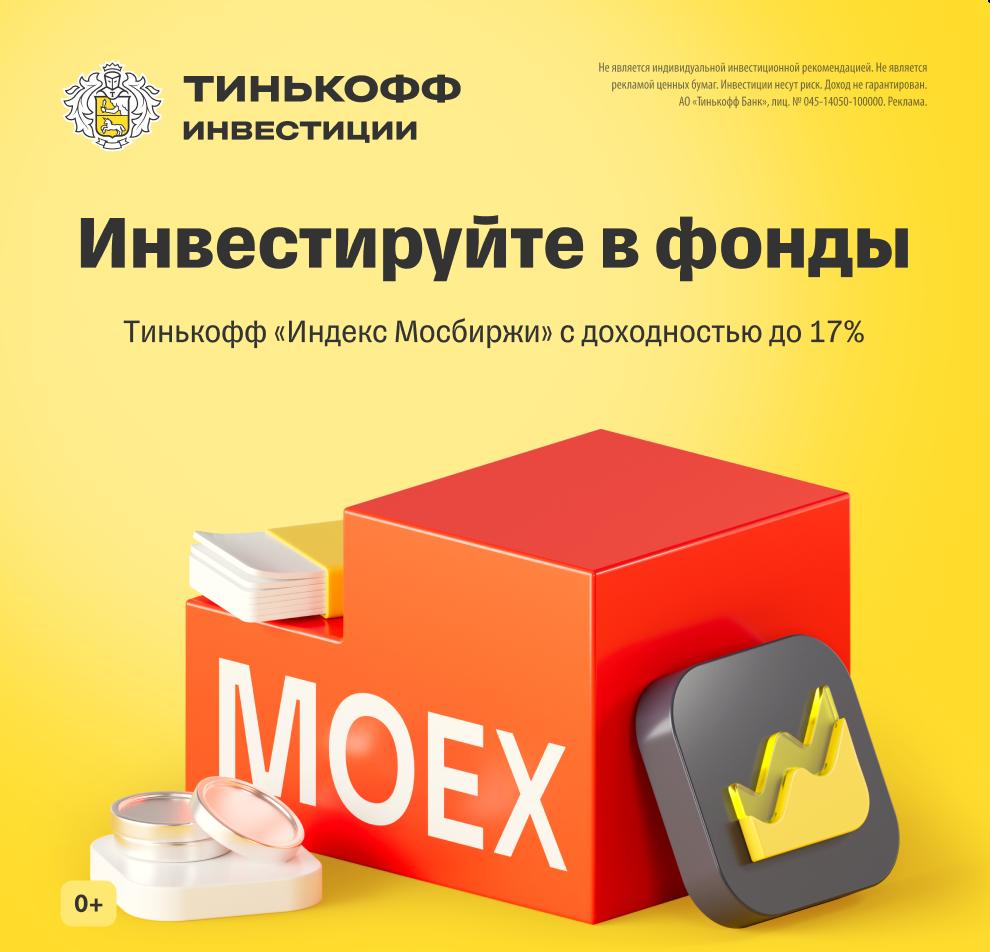 ТИНЬКОФФ
ИНВЕСТИЦИИ
Не является индивидуальной инвестиционной рекомендацией. Не является
рекламой ценных бумаг. Инвестиции несут риск. Доход не гарантирован.
АО «Тинькофф Банк», лиц. № 045-14050-100000. Реклама.
Инвестируйте в фонды
Тинькофф «Индекс Мосбиржи» с доходностью до 17%
MOEX
0+